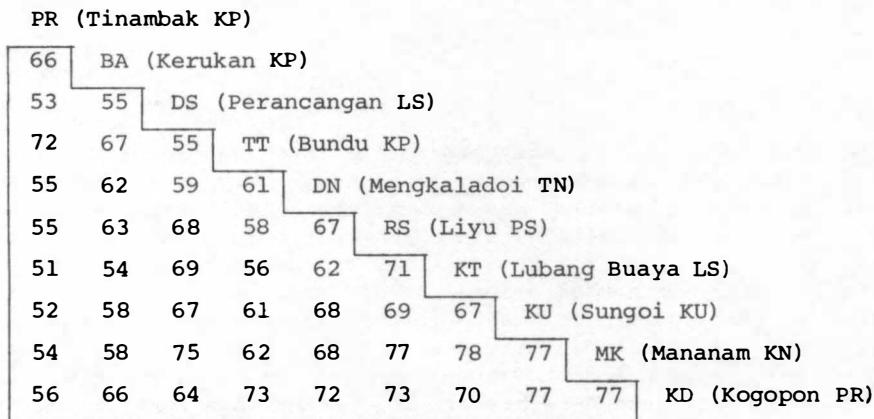 PR (Tinambak KP)
66 BA (Kerukan KP)
53 55 DS (Perancangan LS)
72 67 55 TT (Bundu KP)
55 62 59 61 DN (Mengkaladoi TN)
55 63 68 58 67 RS (Liyu PS)
51 54 69 56 62 71 KT (Lubang Buaya LS)
52 58 67 61 68 69 67 KU (Sungoi KU)
54 58 75 62 68 77 78 77 MK (Mananam KN)
56 66 64 73 72 73 70 77 77 KD (Kogopon PR)